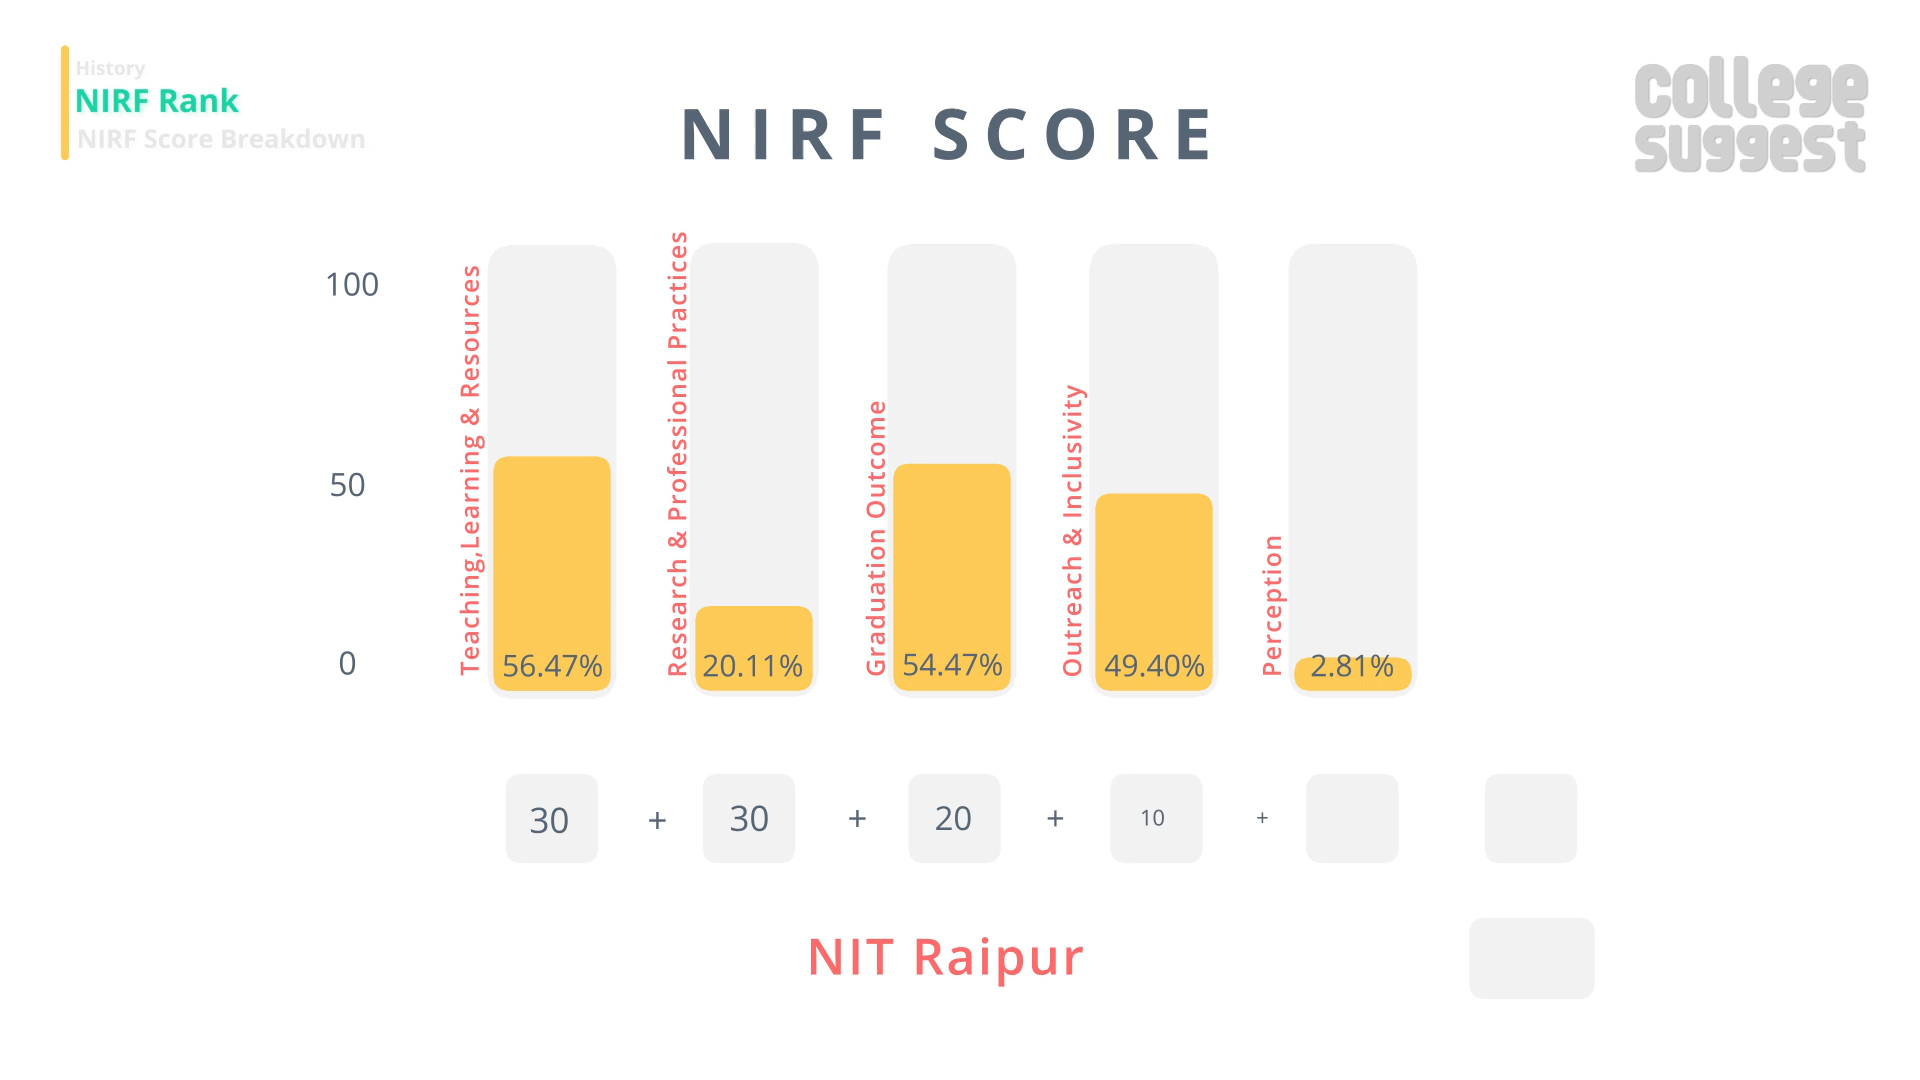 History
NIRF Rank
NIRF Score Breakdown
NIRF SCORE
college
suggest
100
50
0
Teaching,Learning & Resources
Research & Professional Practices
Graduation Outcome
Outreach & Inclusivity
Perception
56.47%
20.11%
54.47%
49.40%
2.81%
30 + 30 + 20 + 10 +
NIT Raipur